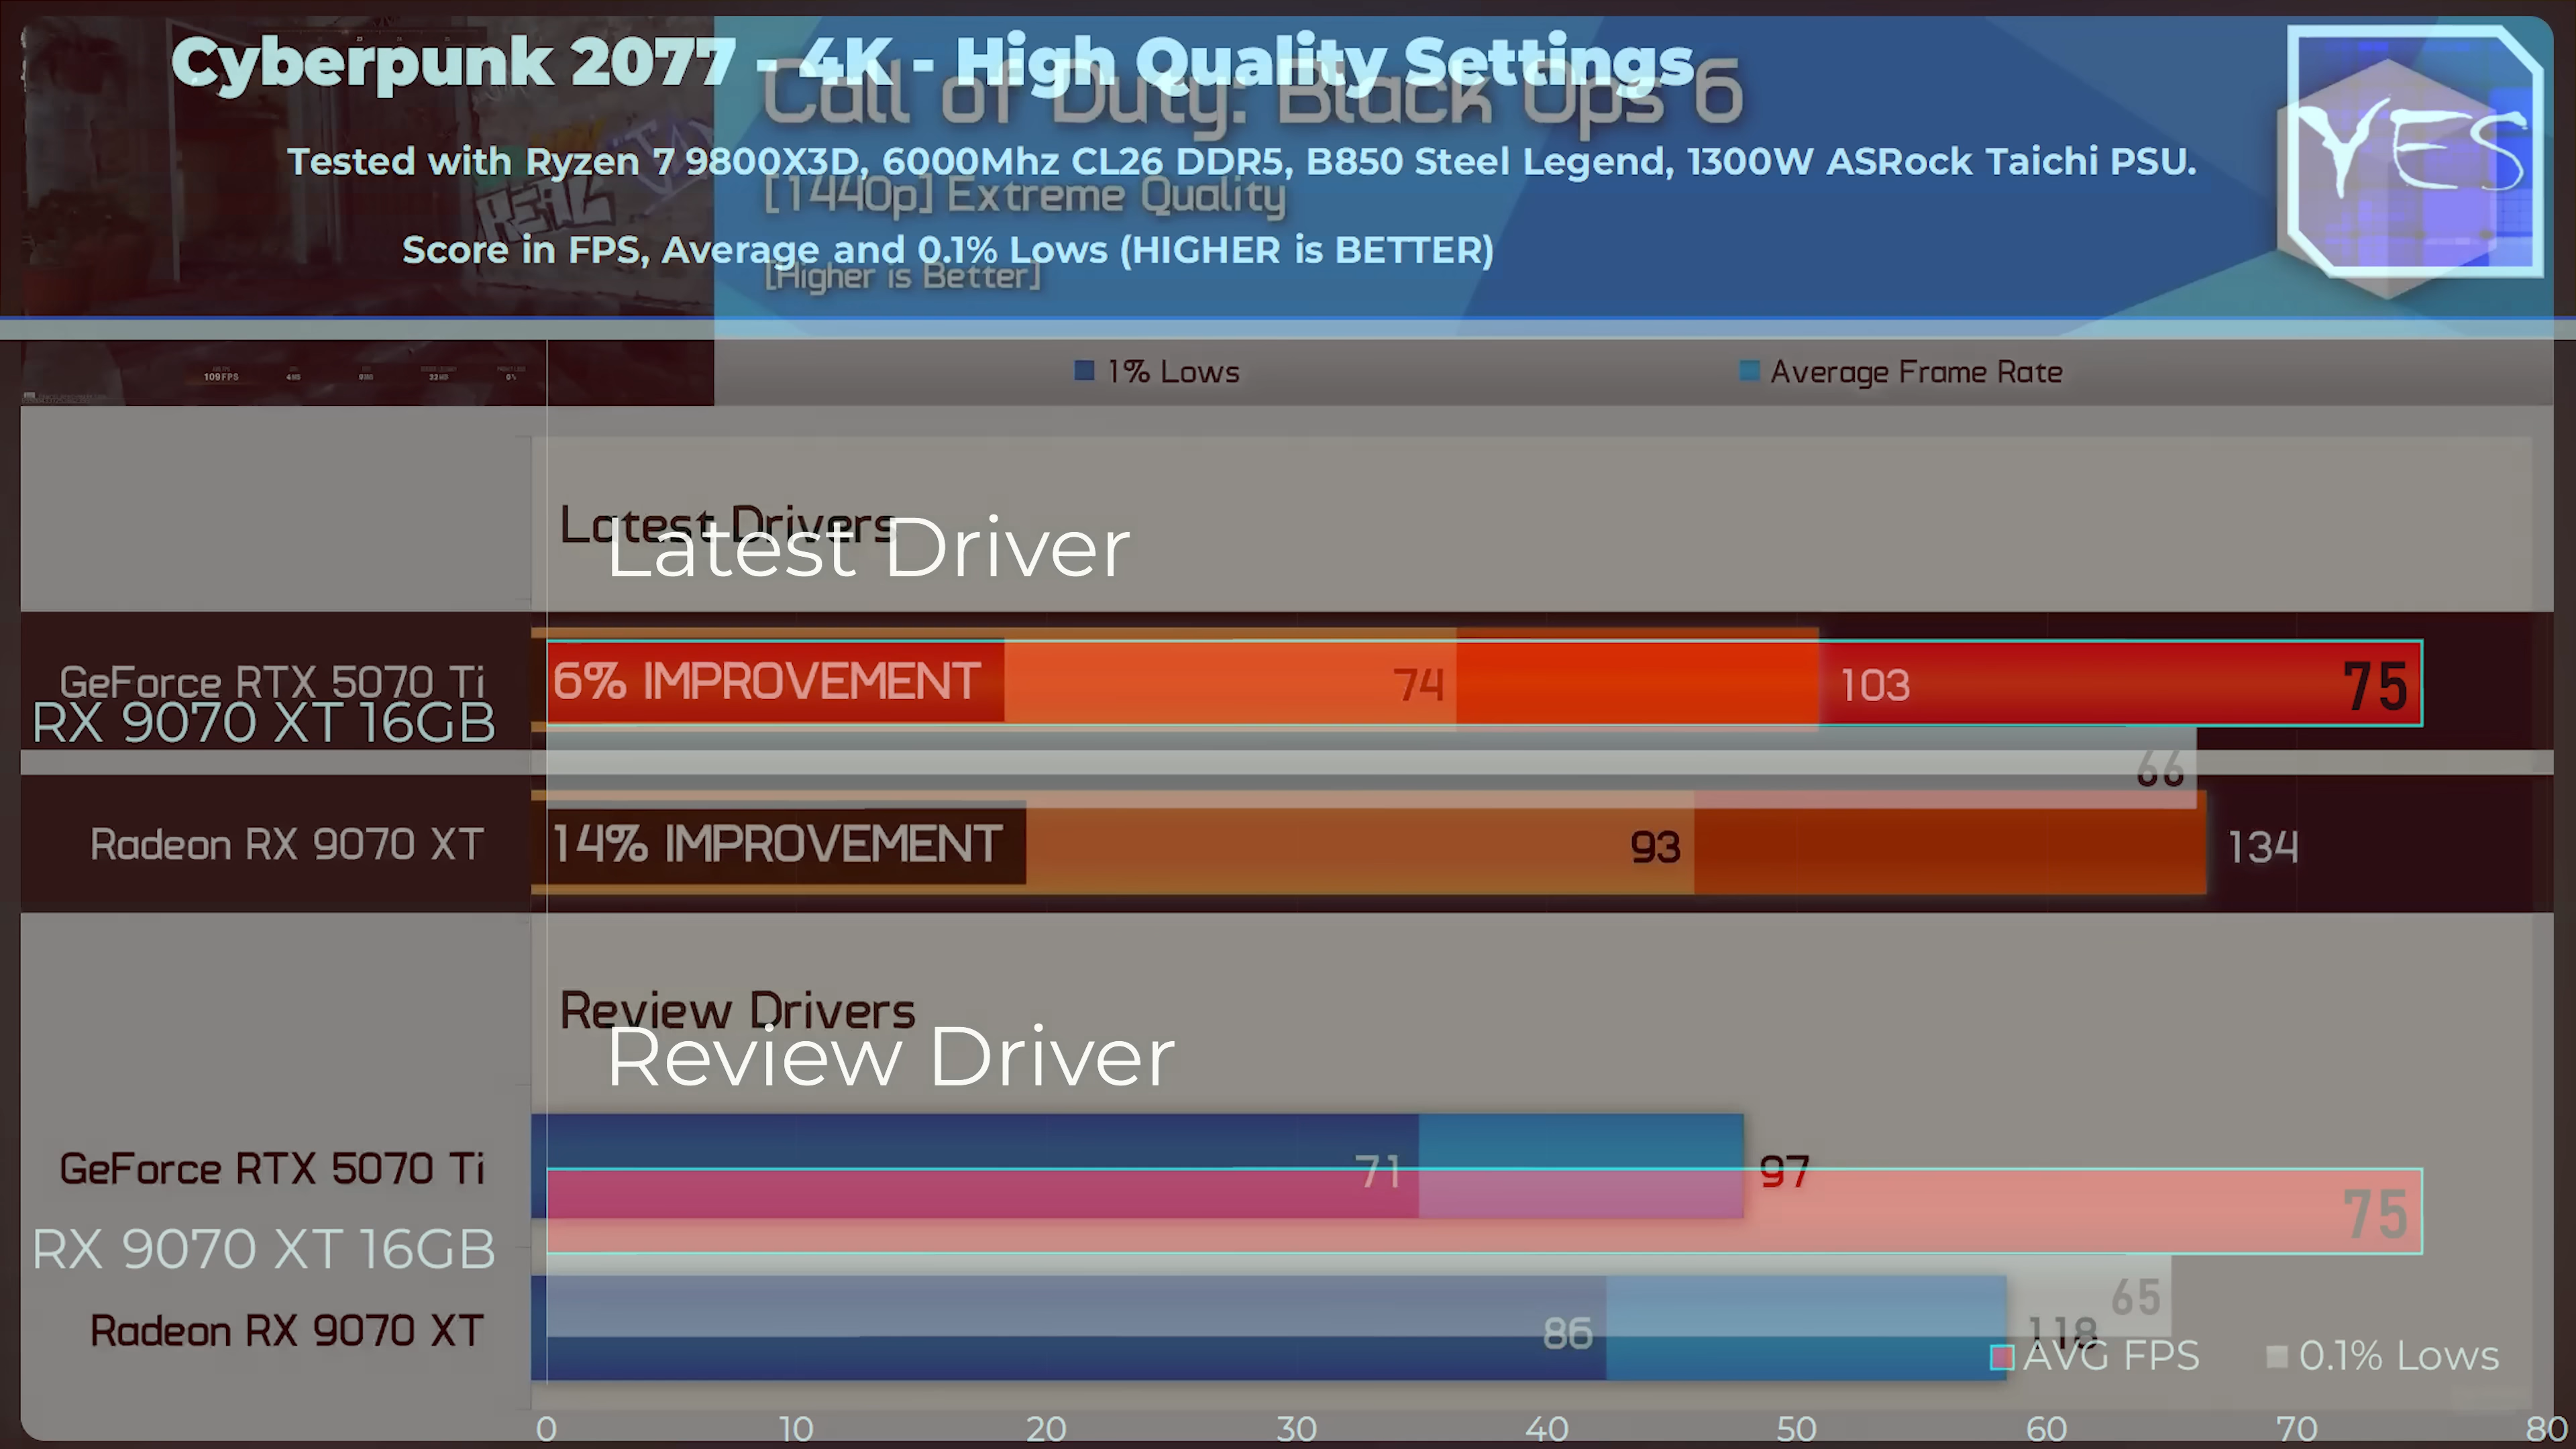 Cyberpunk 2077 - 4K - High Quality Settings
Call of Duty: Black Ops 6
Tested with Ryzen 7 9800X3D, 6000Mhz CL26 DDR5, B850 Steel Legend, 1300W ASRock Taichi PSU.
[1440p] Extreme Quality
Score in FPS, Average and 0.1% Lows (HIGHER is BETTER)
[Higher is Better]
YES
REAL
109 FPS
1% Lows
Average Frame Rate
Latest Drivers
Latest Driver
GeForce RTX 5070 Ti
6% IMPROVEMENT
74
103
75
RX 9070 XT 16GB
66
Radeon RX 9070 XT
14% IMPROVEMENT
93
134
Review Drivers
Review Driver
GeForce RTX 5070 Ti
71
97
75
RX 9070 XT 16GB
65
Radeon RX 9070 XT
86
118
AVG FPS
0.1% Lows
0 10 20 30 40 50 60 70 80